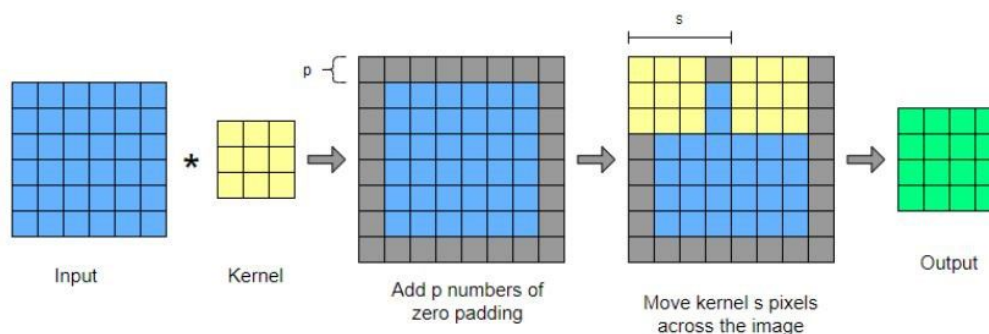 s
p
*
Input
Kernel
Add p numbers of
zero padding
Move kernel s pixels
across the image
Output